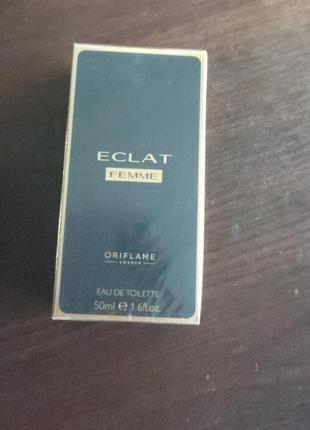 ECLAT
FEMME
ORIFLAME
SWEDEN
EAU DE TOILETTE
50ml ℮ 1.6fl.oz.